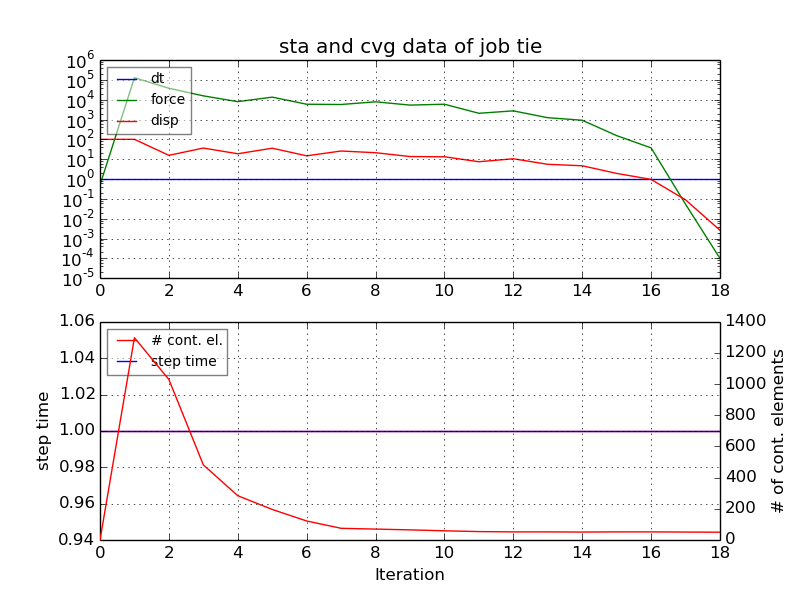 sta and cvg data of job tie
10^6
10^5
10^4
10^3
10^2
10^1
10^0
10^-1
10^-2
10^-3
10^-4
10^-5
dt
force
disp
0 2 4 6 8 10 12 14 16 18
1.06
1.04
1.02
1.00
0.98
0.96
0.94
step time
# cont. el.
step time
1400
1200
1000
800
600
400
200
0
# of cont. elements
0 2 4 6 8 10 12 14 16 18
Iteration